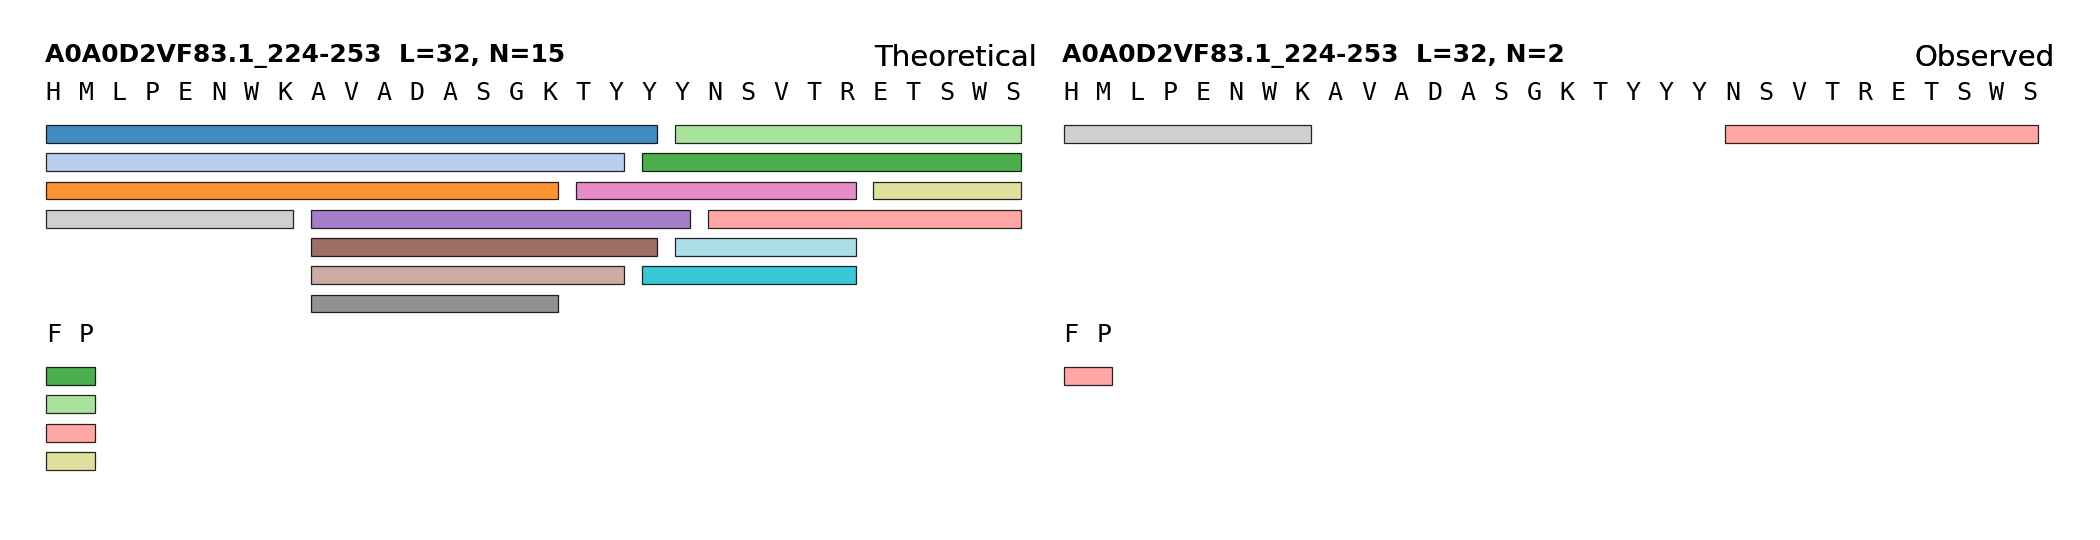 A0A0D2VF83.1_224-253  L=32, N=15
Theoretical
H M L P E N W K A V A D A S G K T Y Y Y N S V T R E T S W S
F P
A0A0D2VF83.1_224-253  L=32, N=2
Observed
H M L P E N W K A V A D A S G K T Y Y Y N S V T R E T S W S
F P